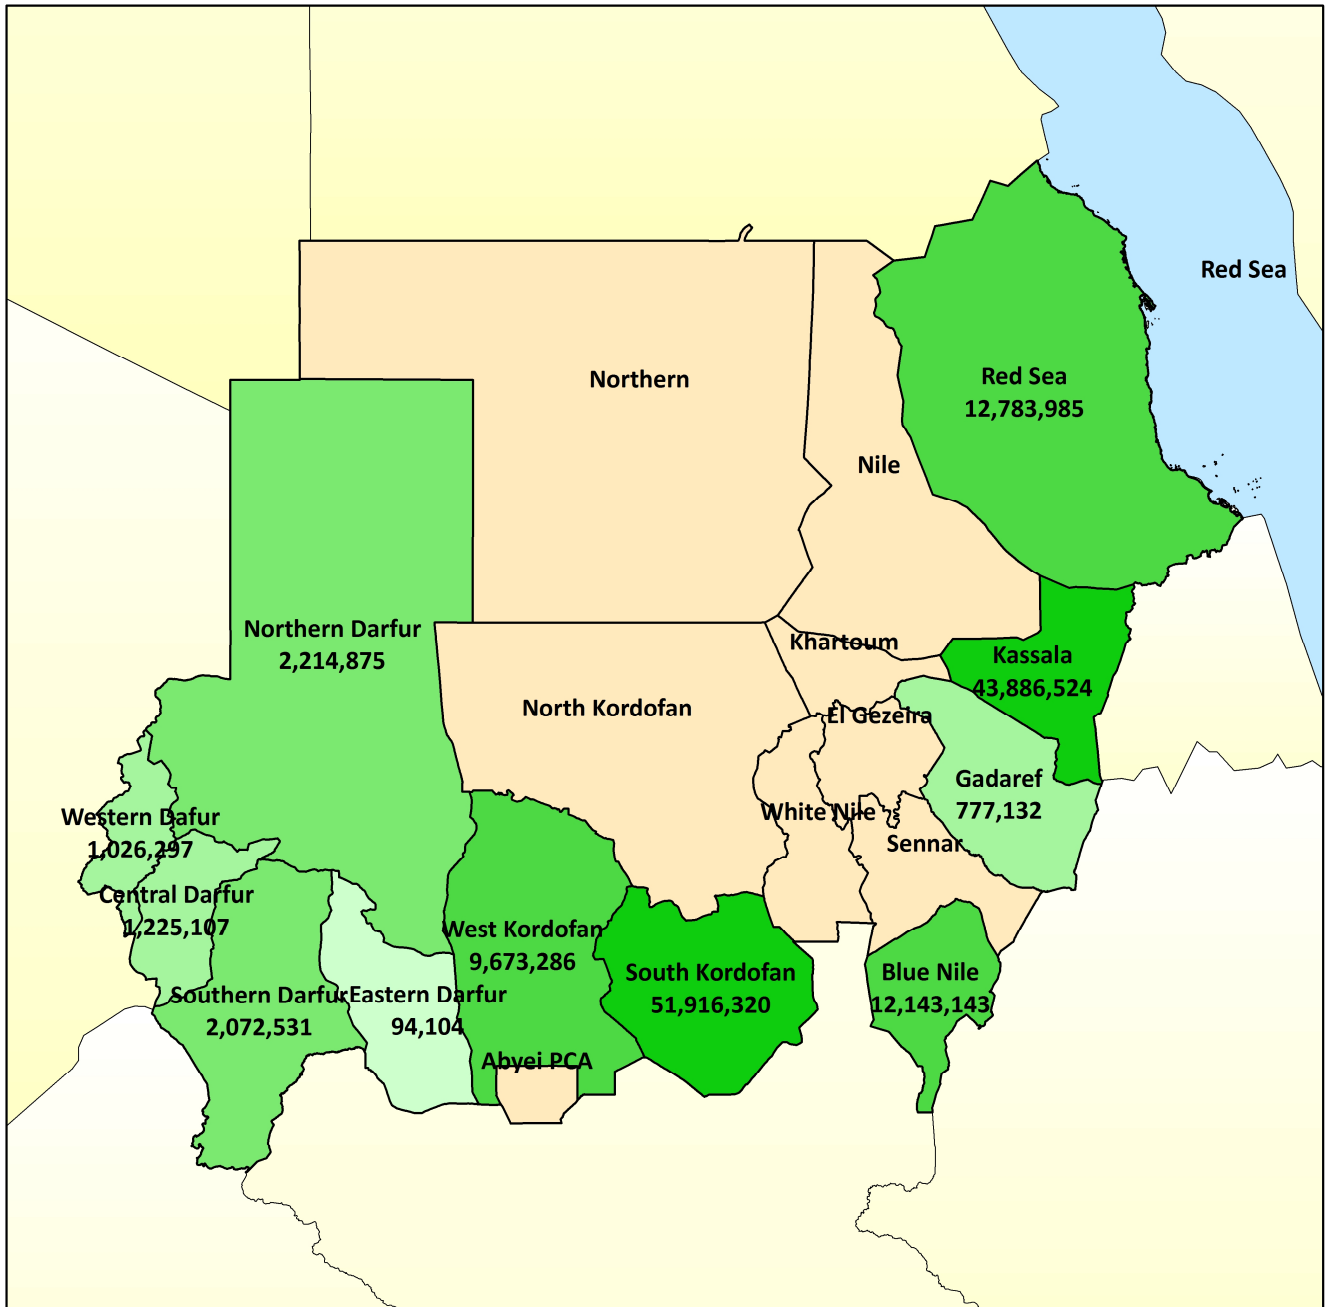 Red Sea
Red Sea
12,783,985
Northern
Nile
Northern Darfur
2,214,875
Khartoum
Kassala
43,886,524
North Kordofan
El Gezeira
Gadaref
777,132
Western Dafur
1,026,297
White Nile
Sennar
Central Darfur
1,225,107
West Kordofan
9,673,286
South Kordofan
51,916,320
Blue Nile
12,143,143
Southern Darfur
2,072,531
Eastern Darfur
94,104
Abyei PCA